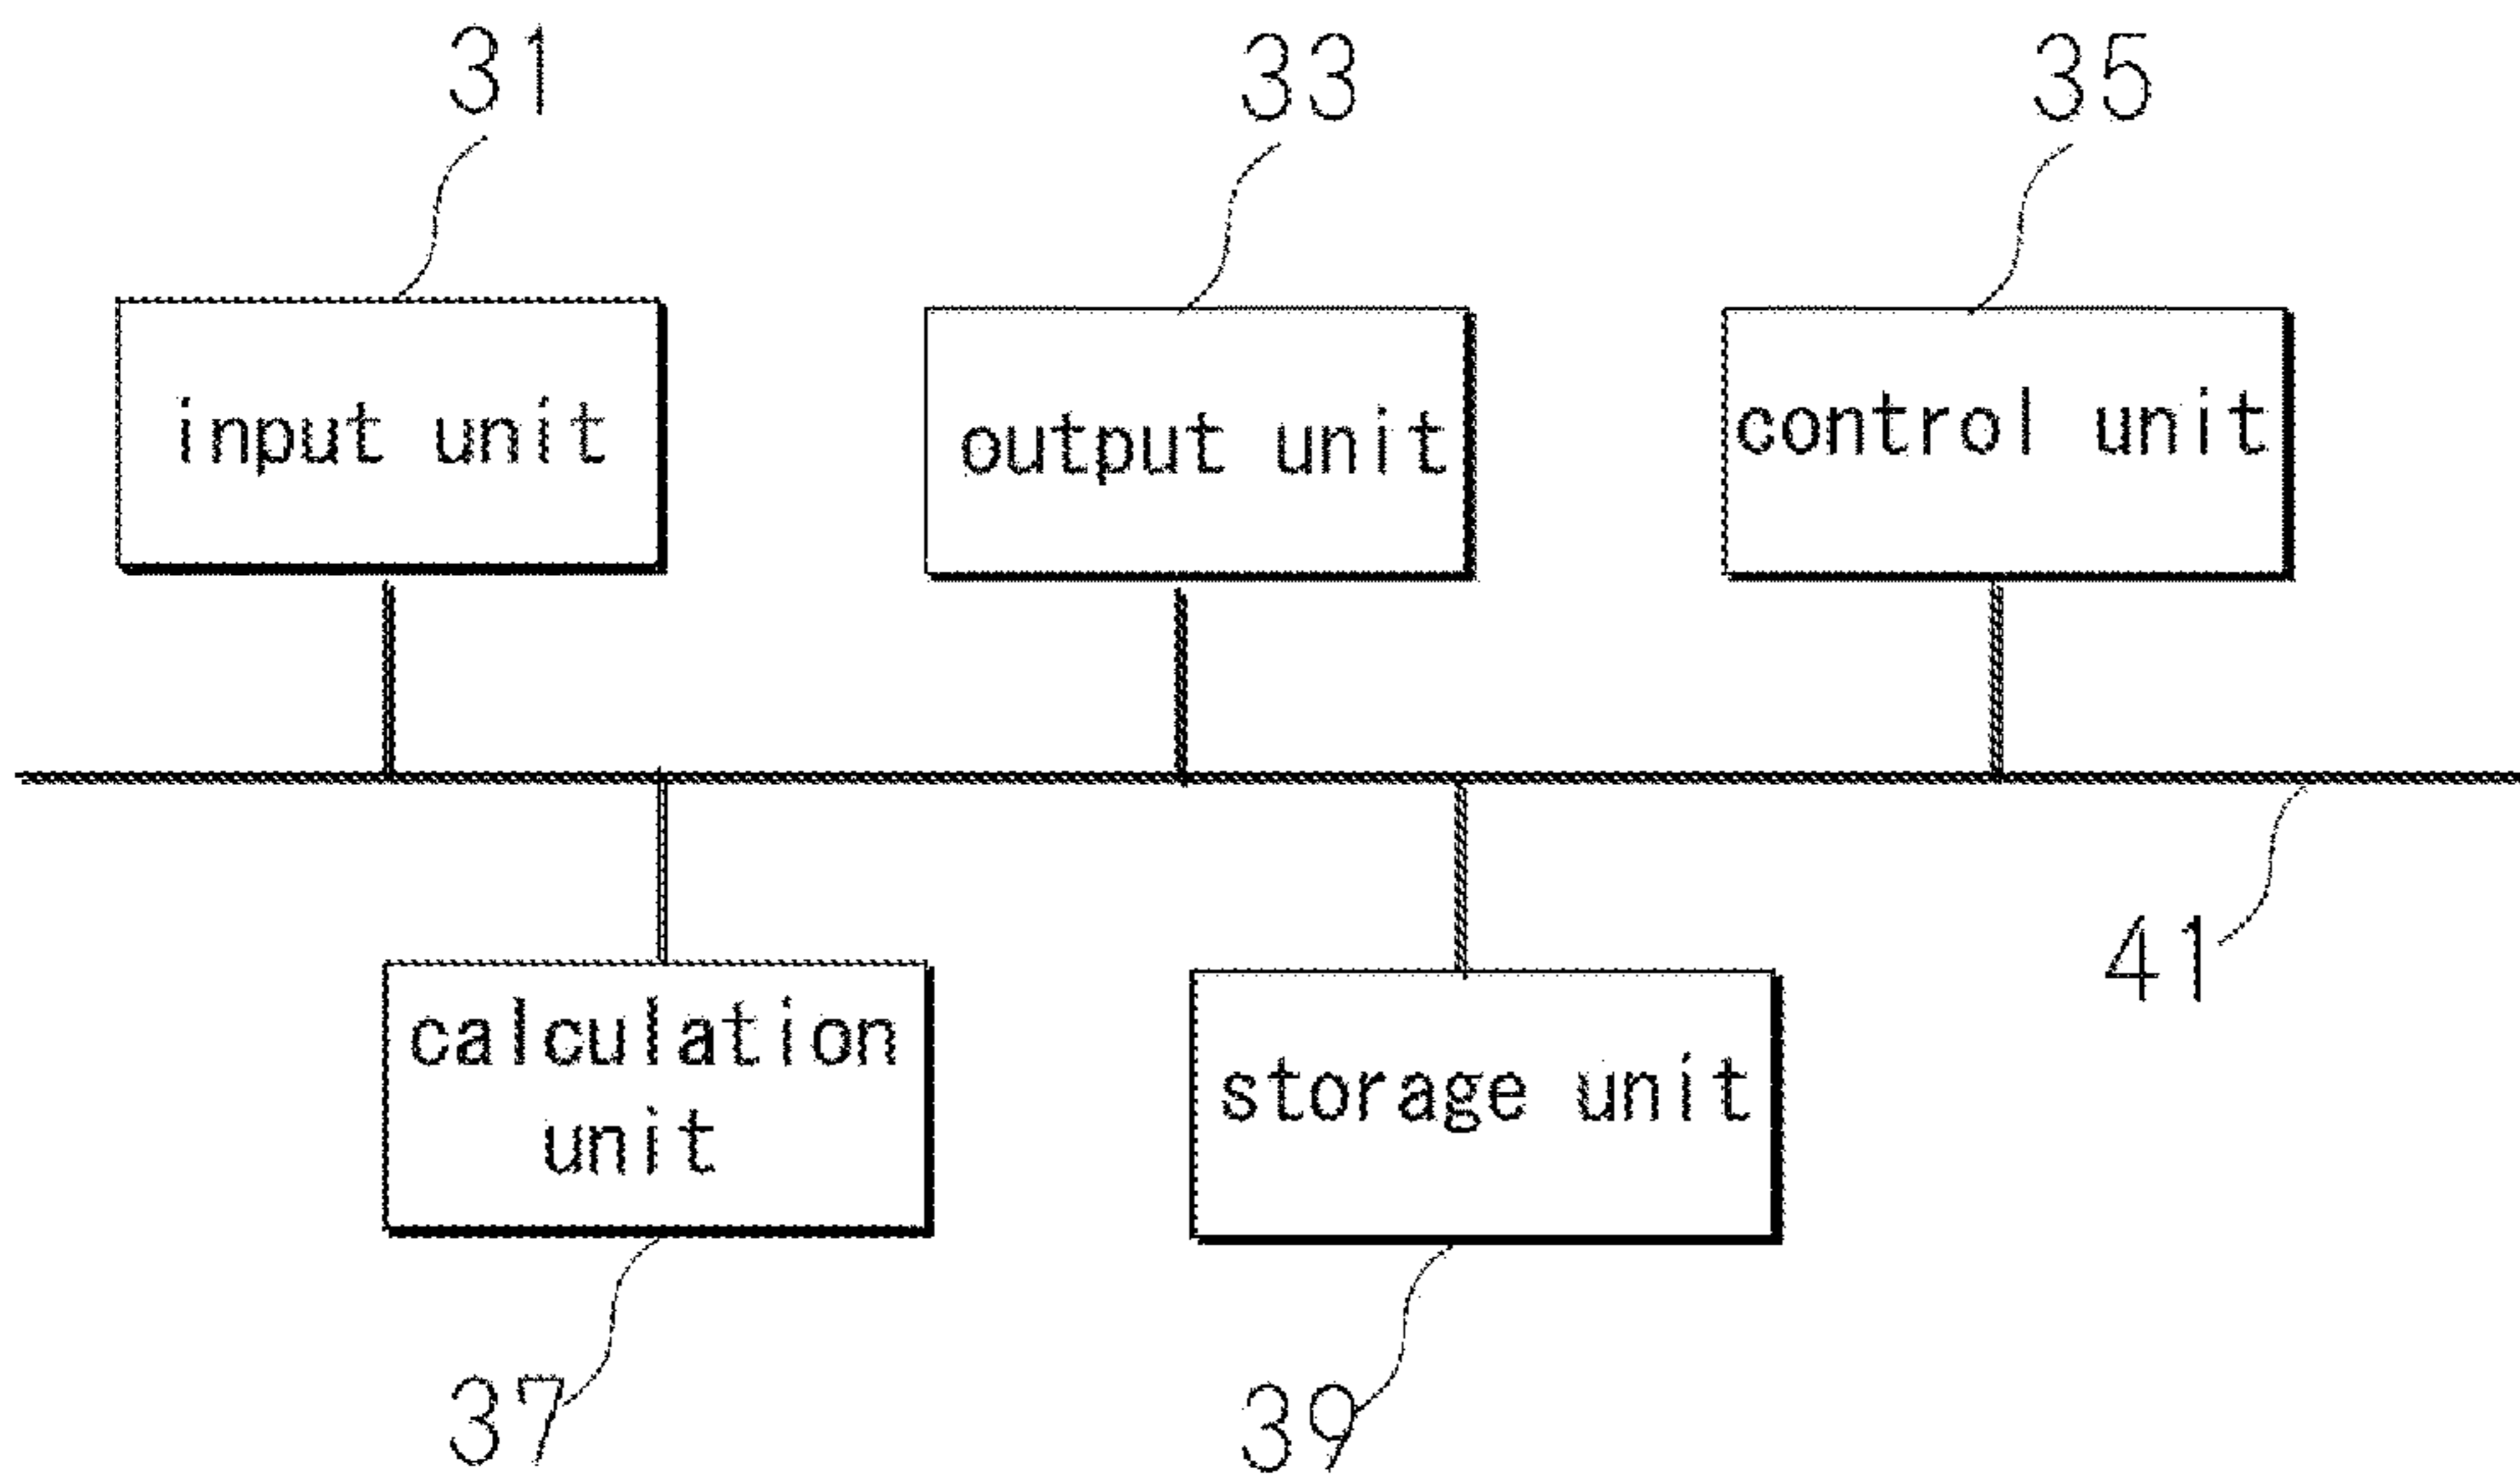 31
33
35
input unit
output unit
control unit
41
calculation
unit
storage unit
37
39